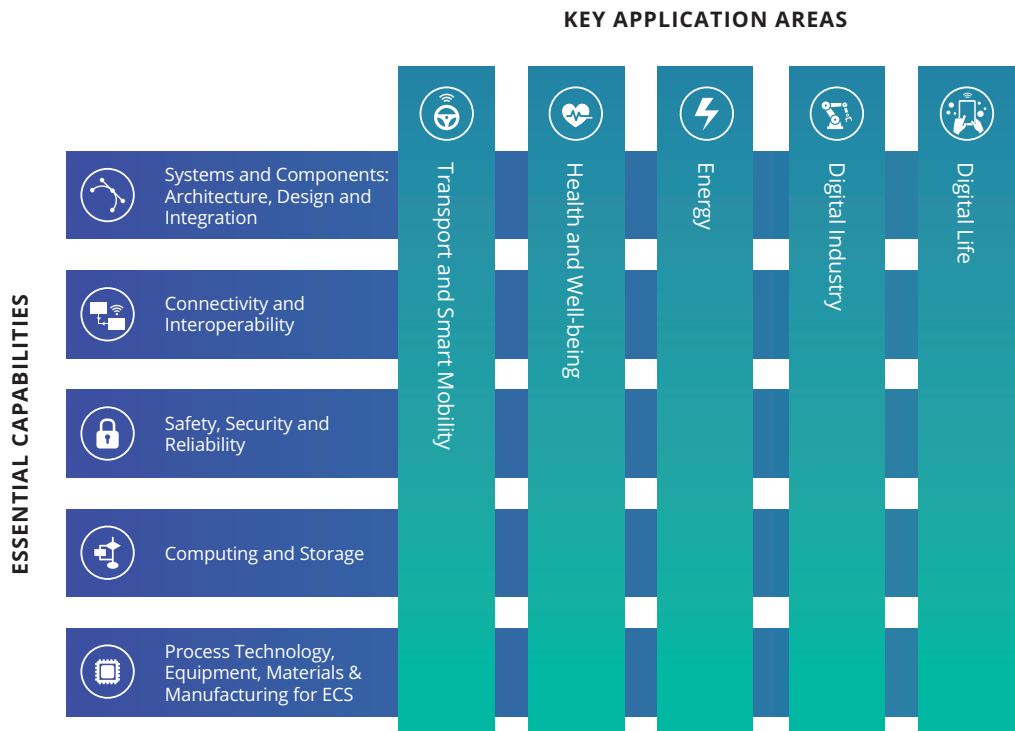 KEY APPLICATION AREAS
Transport and Smart Mobility
Health and Well-being
Energy
Digital Industry
Digital Life
ESSENTIAL CAPABILITIES
Systems and Components:
Architecture, Design and
Integration
Connectivity and
Interoperability
Safety, Security and
Reliability
Computing and Storage
Process Technology,
Equipment, Materials &
Manufacturing for ECS